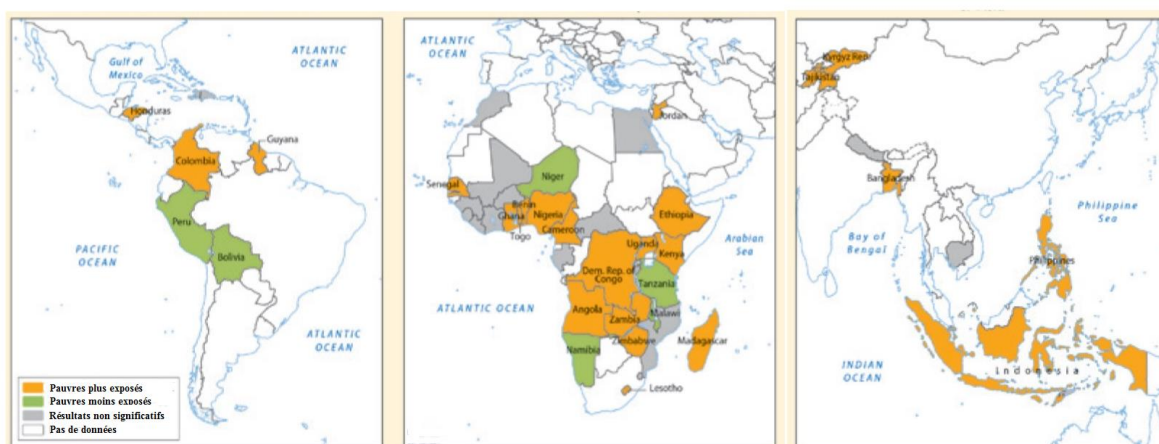 ATLANTIC
OCEAN
Gulf of
Mexico
Honduras
Guyana
Colombia
Peru
Bolivia
PACIFIC
OCEAN
ATLANTIC
OCEAN
Pauvres plus exposés
Pauvres moins exposés
Résultats non significatifs
Pas de données
ATLANTIC
OCEAN
Jordan
Senegal
Niger
Benin
Ghana
Nigeria
Togo
Cameroon
Ethiopia
Uganda
Kenya
Arabian
Sea
Dem. Rep. of
Congo
Tanzania
ATLANTIC OCEAN
Angola
Malawi
Zambia
Zimbabwe
Madagascar
Namibia
Lesotho
Kyrgyz Rep.
Tajikistan
Bangladesh
Philippine
Sea
Bay of
Bengal
Philippines
INDIAN
OCEAN
Indonesia